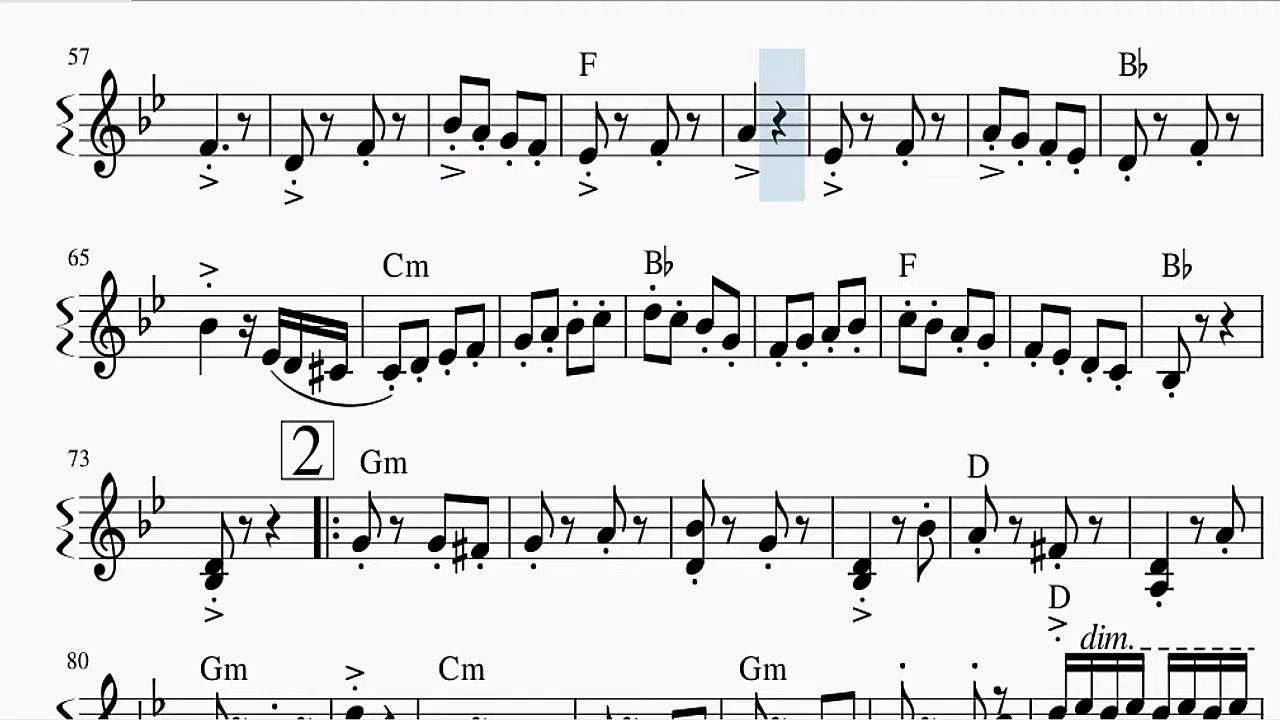 57 F B♭
65 Cm B♭ F B♭
2
73 Gm D
D
dim.
80 Gm Cm Gm